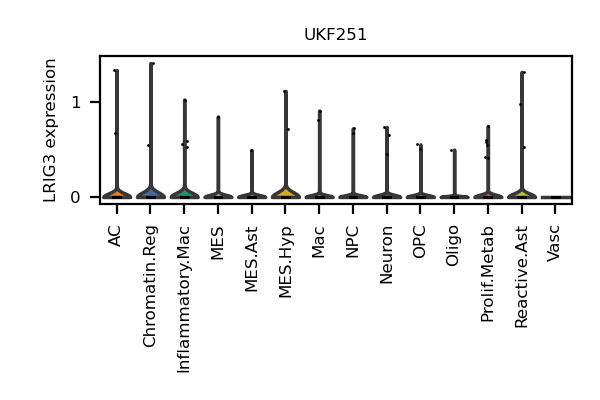 UKF251
LRIG3 expression
1
0
AC
Chromatin.Reg
Inflammatory.Mac
MES
MES.Ast
MES.Hyp
Mac
NPC
Neuron
OPC
Oligo
Prolif.Metab
Reactive.Ast
Vasc